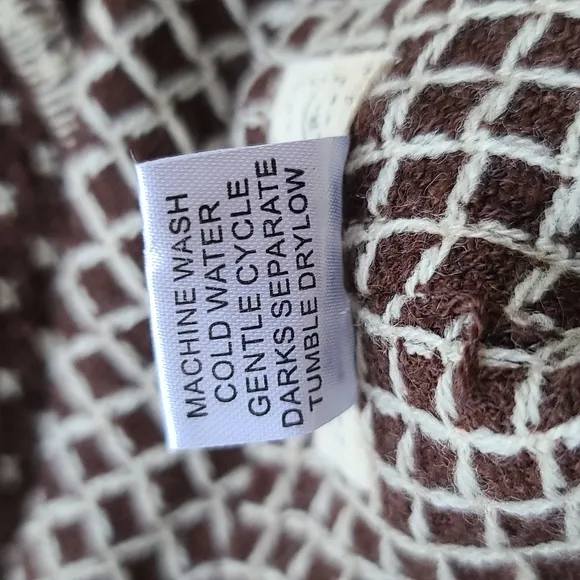 MACHINE WASH
COLD WATER
GENTLE CYCLE
DARKS SEPARATE
TUMBLE DRYLOW